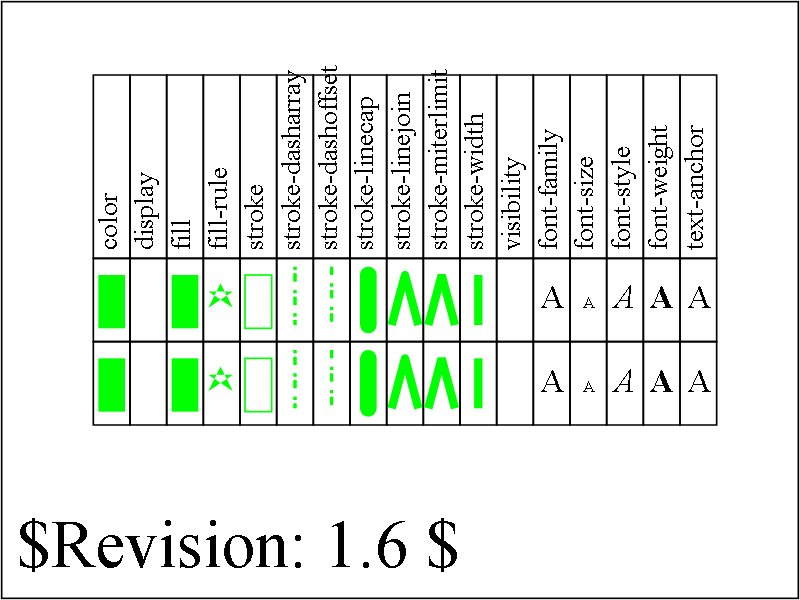 color
display
fill
fill-rule
stroke
stroke-dasharray
stroke-dashoffset
stroke-linecap
stroke-linejoin
stroke-miterlimit
stroke-width
visibility
font-family
font-size
font-style
font-weight
text-anchor
A A A A A
A A A A A
$Revision: 1.6 $